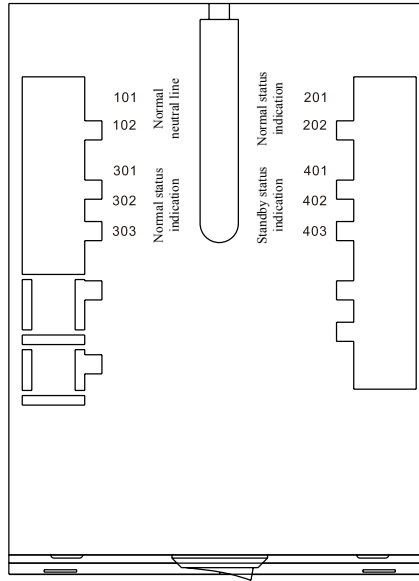 101
102
Normal
neutral line
301
302
303
Normal status
indication
Normal status
indication
201
202
Standby status
indication
401
402
403